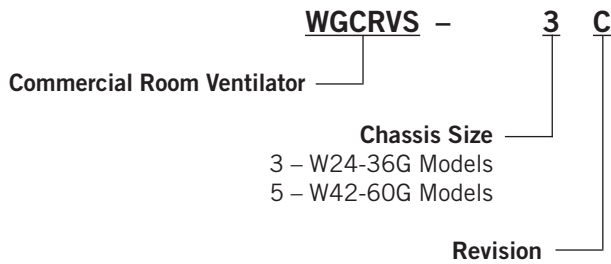 WGCRVS – 3 C
Commercial Room Ventilator
Chassis Size
3 – W24-36G Models
5 – W42-60G Models
Revision